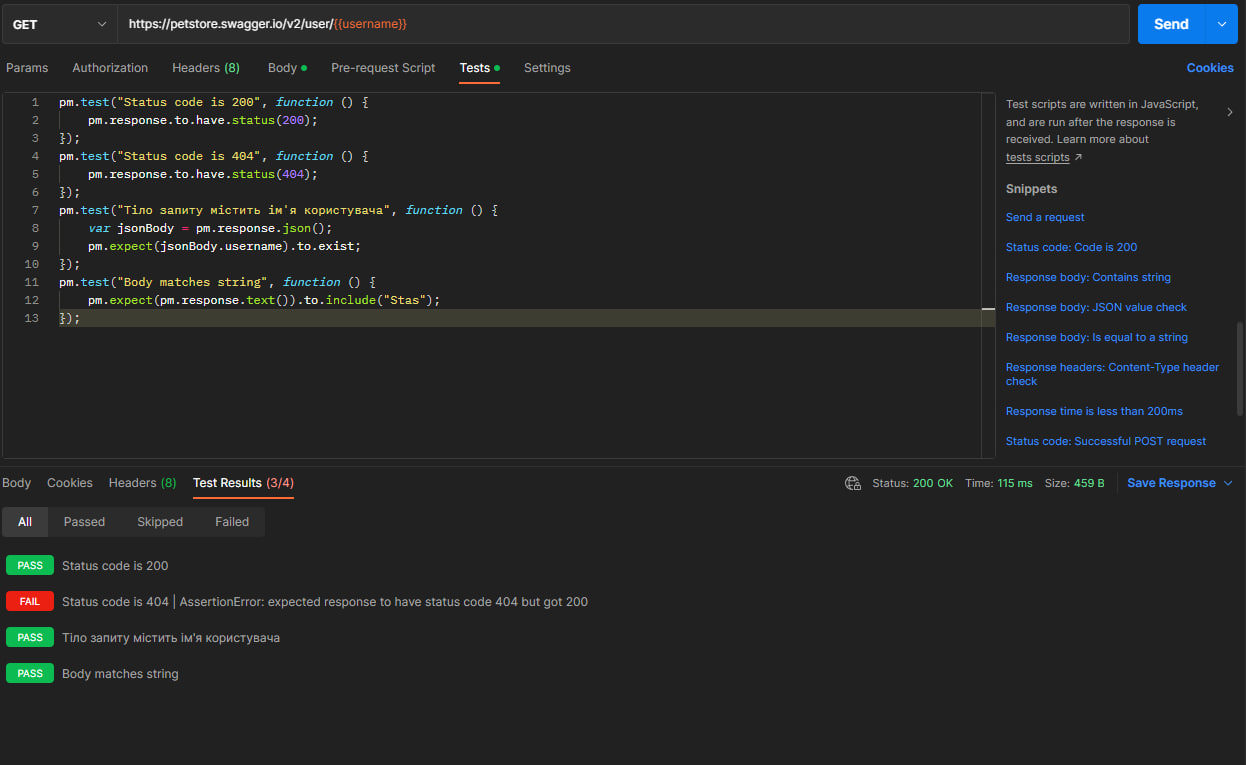 GET https://petstore.swagger.io/v2/user/{{username}} Send
Params Authorization Headers (8) Body Pre-request Script Tests Settings Cookies
1 pm.test("Status code is 200", function () {
2 pm.response.to.have.status(200);
3 });
4 pm.test("Status code is 404", function () {
5 pm.response.to.have.status(404);
6 });
7 pm.test("Тіло запиту містить ім'я користувача", function () {
8 var jsonBody = pm.response.json();
9 pm.expect(jsonBody.username).to.exist;
10 });
11 pm.test("Body matches string", function () {
12 pm.expect(pm.response.text()).to.include("Stas");
13 });
Test scripts are written in JavaScript,
and are run after the response is
received. Learn more about
tests scripts ↗
Snippets
Send a request
Status code: Code is 200
Response body: Contains string
Response body: JSON value check
Response body: Is equal to a string
Response headers: Content-Type header
check
Response time is less than 200ms
Status code: Successful POST request
Body Cookies Headers (8) Test Results (3/4) Status: 200 OK Time: 115 ms Size: 459 B Save Response
All Passed Skipped Failed
PASS Status code is 200
FAIL Status code is 404 | AssertionError: expected response to have status code 404 but got 200
PASS Тіло запиту містить ім'я користувача
PASS Body matches string